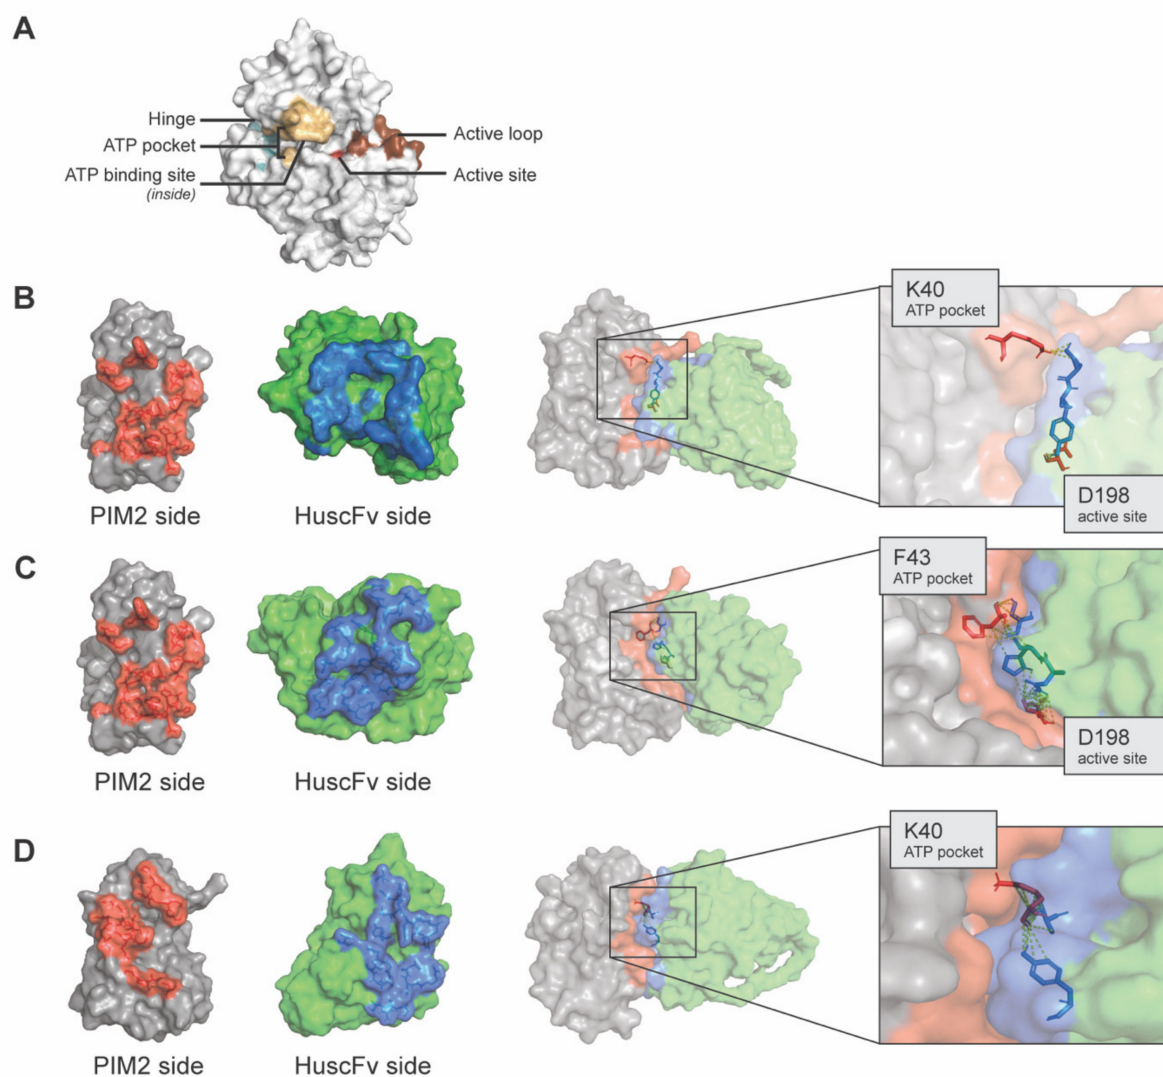 A
Hinge
ATP pocket
ATP binding site
(inside)
Active loop
Active site
B
PIM2 side
HuscFv side
K40
ATP pocket
D198
active site
C
PIM2 side
HuscFv side
F43
ATP pocket
D198
active site
D
PIM2 side
HuscFv side
K40
ATP pocket